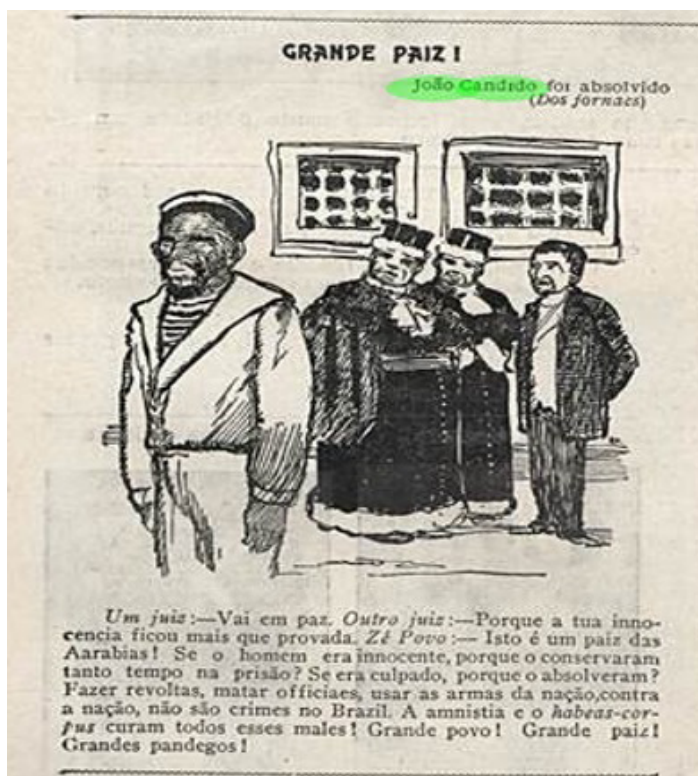 GRANDE PAIZ !
João Candido foi absolvido
(Dos jornaes)
Um juiz:—Vai em paz. Outro juiz:—Porque a tua inno-
cencia ficou mais que provada. Zé Povo:— Isto é um paiz das
Aarabias! Se o homem era innocente, porque o conservaram
tanto tempo na prisão? Se era culpado, porque o absolveram?
Fazer revoltas, matar officiaes, usar as armas da nação,contra
a nação, não são crimes no Brazil. A amnistia e o habeas-cor-
pus curam todos esses males! Grande povo! Grande paiz!
Grandes pandegos!